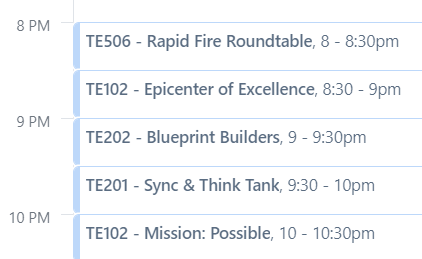 8 PM
TE506 - Rapid Fire Roundtable, 8 - 8:30pm
TE102 - Epicenter of Excellence, 8:30 - 9pm
9 PM
TE202 - Blueprint Builders, 9 - 9:30pm
TE201 - Sync & Think Tank, 9:30 - 10pm
10 PM
TE102 - Mission: Possible, 10 - 10:30pm